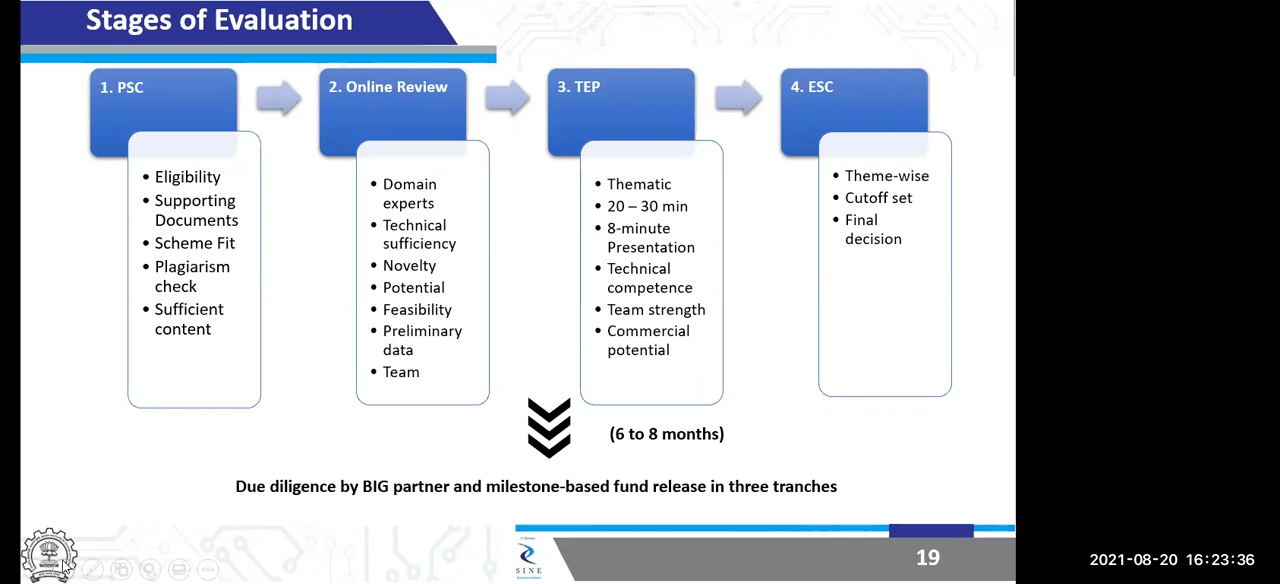 Stages of Evaluation
1. PSC
• Eligibility
• Supporting
Documents
• Scheme Fit
• Plagiarism
check
• Sufficient
content
2. Online Review
• Domain
experts
• Technical
sufficiency
• Novelty
• Potential
• Feasibility
• Preliminary
data
• Team
3. TEP
• Thematic
• 20 – 30 min
• 8-minute
Presentation
• Technical
competence
• Team strength
• Commercial
potential
4. ESC
• Theme-wise
• Cutoff set
• Final
decision
(6 to 8 months)
Due diligence by BIG partner and milestone-based fund release in three tranches
SINE
19
2021-08-20 16:23:36